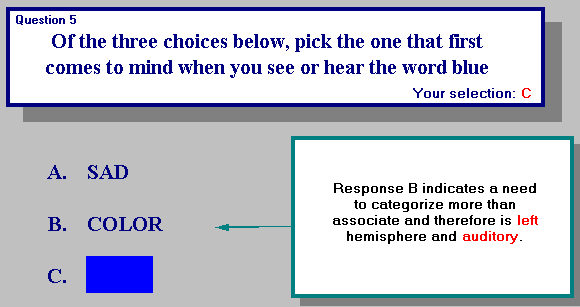 Question 5
Of the three choices below, pick the one that first
comes to mind when you see or hear the word blue
Your selection: C
A. SAD
B. COLOR
C.
Response B indicates a need
to categorize more than
associate and therefore is left
hemisphere and auditory.